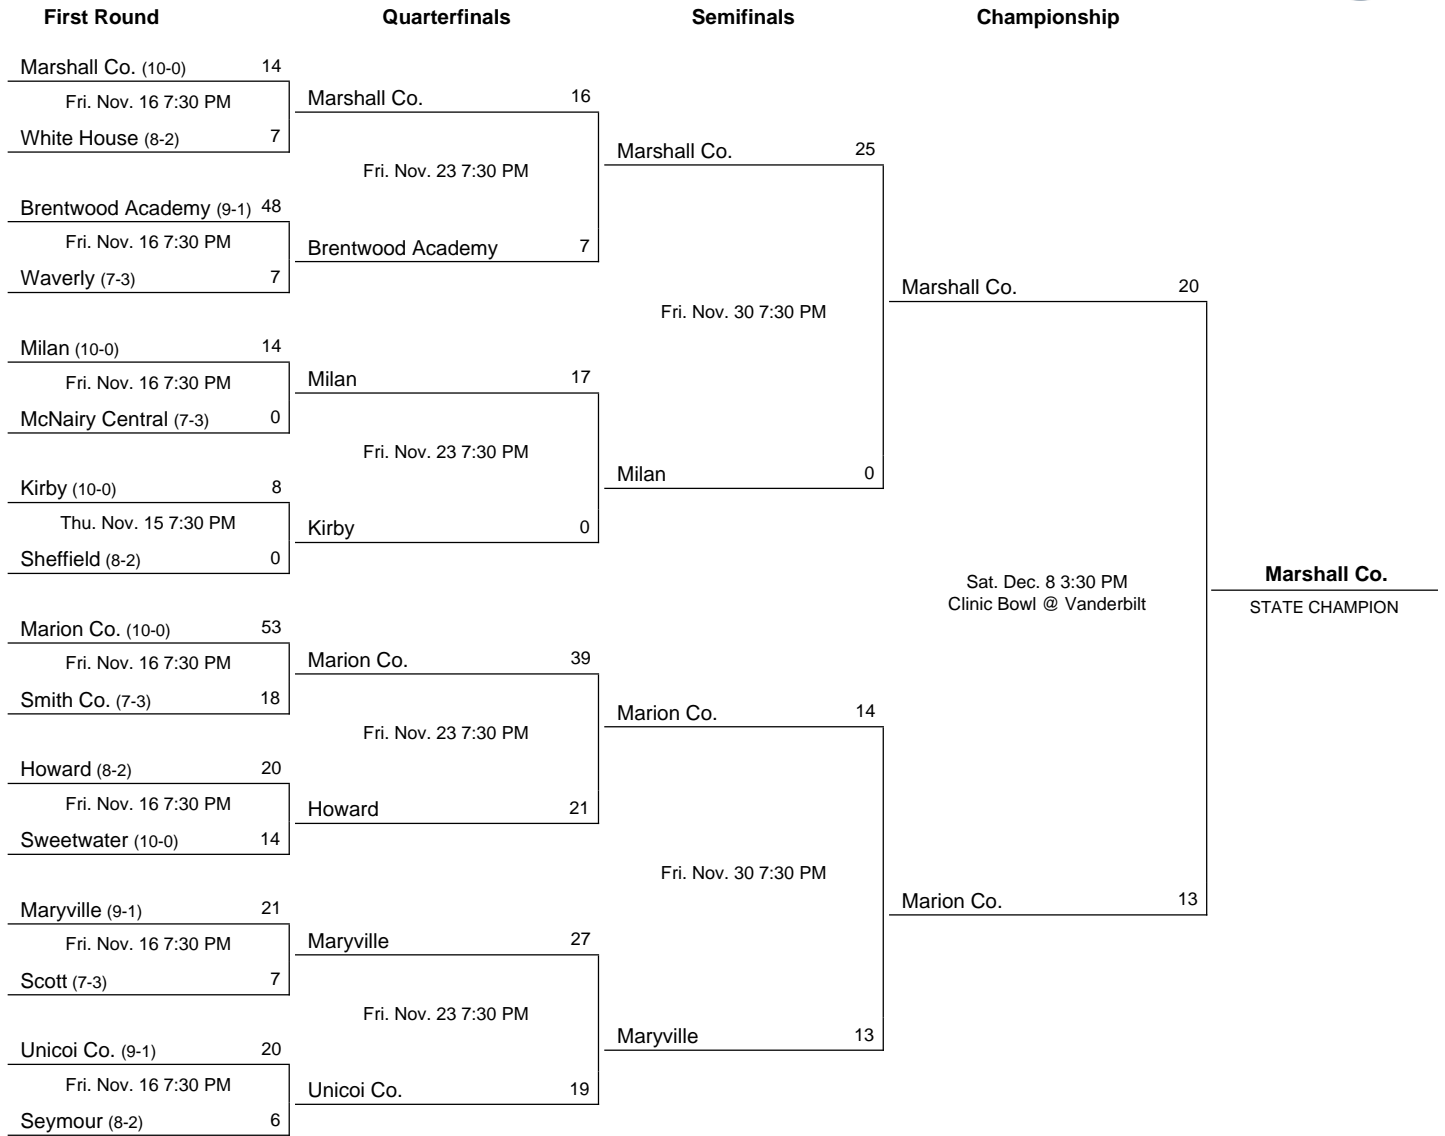 First Round Quarterfinals Semifinals Championship
Marshall Co. (10-0) 14
Fri. Nov. 16 7:30 PM
White House (8-2) 7
Brentwood Academy (9-1) 48
Fri. Nov. 16 7:30 PM
Waverly (7-3) 7
Milan (10-0) 14
Fri. Nov. 16 7:30 PM
McNairy Central (7-3) 0
Kirby (10-0) 8
Thu. Nov. 15 7:30 PM
Sheffield (8-2) 0
Marion Co. (10-0) 53
Fri. Nov. 16 7:30 PM
Smith Co. (7-3) 18
Howard (8-2) 20
Fri. Nov. 16 7:30 PM
Sweetwater (10-0) 14
Maryville (9-1) 21
Fri. Nov. 16 7:30 PM
Scott (7-3) 7
Unicoi Co. (9-1) 20
Fri. Nov. 16 7:30 PM
Seymour (8-2) 6
Marshall Co. 16
Fri. Nov. 23 7:30 PM
Brentwood Academy 7
Milan 17
Fri. Nov. 23 7:30 PM
Kirby 0
Marion Co. 39
Fri. Nov. 23 7:30 PM
Howard 21
Maryville 27
Fri. Nov. 23 7:30 PM
Unicoi Co. 19
Marshall Co. 25
Fri. Nov. 30 7:30 PM
Milan 0
Marion Co. 14
Fri. Nov. 30 7:30 PM
Maryville 13
Marshall Co. 20
Sat. Dec. 8 3:30 PM
Clinic Bowl @ Vanderbilt
Marion Co. 13
Marshall Co.
STATE CHAMPION